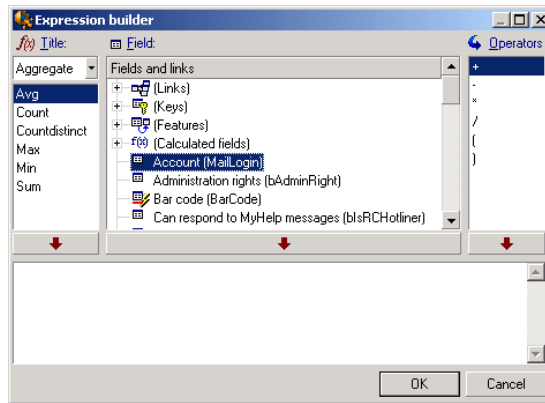 Expression builder
f(x) Title:
Field:
Operators
Aggregate
Fields and links
Avg
Count
Countdistinct
Max
Min
Sum
(Links)
(Keys)
(Features)
f(x) (Calculated fields)
Account (MailLogin)
Administration rights (bAdminRight)
Bar code (BarCode)
Can respond to MyHelp messages (bIsRCHotliner)
+
-
*
/
(
)
OK
Cancel